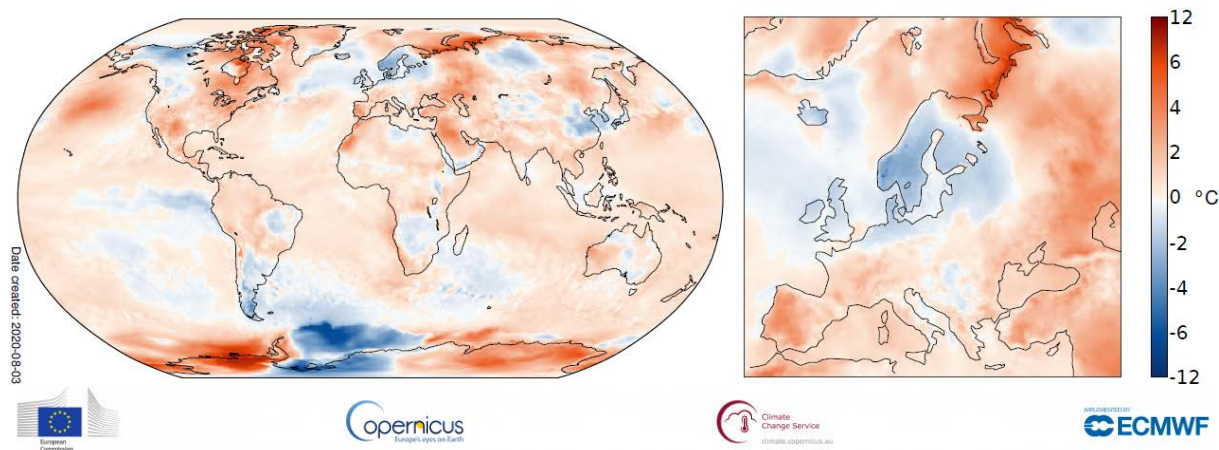 Date created: 2020-08-03
12
6
4
2
0
-2
-4
-6
-12
°C
European
Commission
opernicus
Europe's eyes on Earth
Climate
Change Service
climate.copernicus.eu
IMPLEMENTED BY
ECMWF